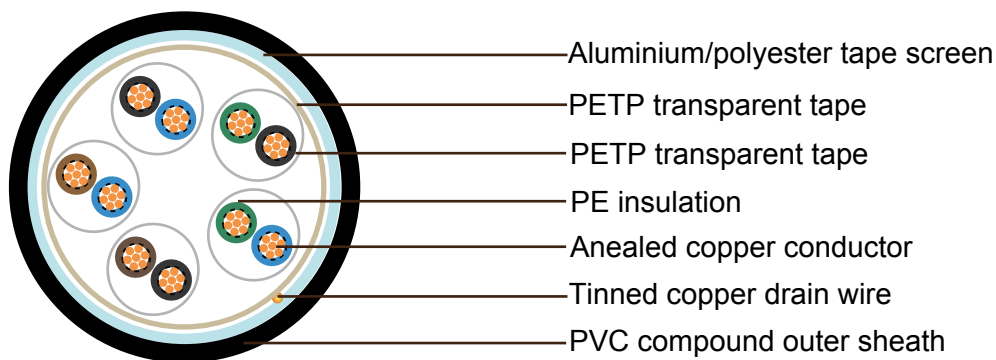 Aluminium/polyester tape screen
PETP transparent tape
PETP transparent tape
PE insulation
Anealed copper conductor
Tinned copper drain wire
PVC compound outer sheath